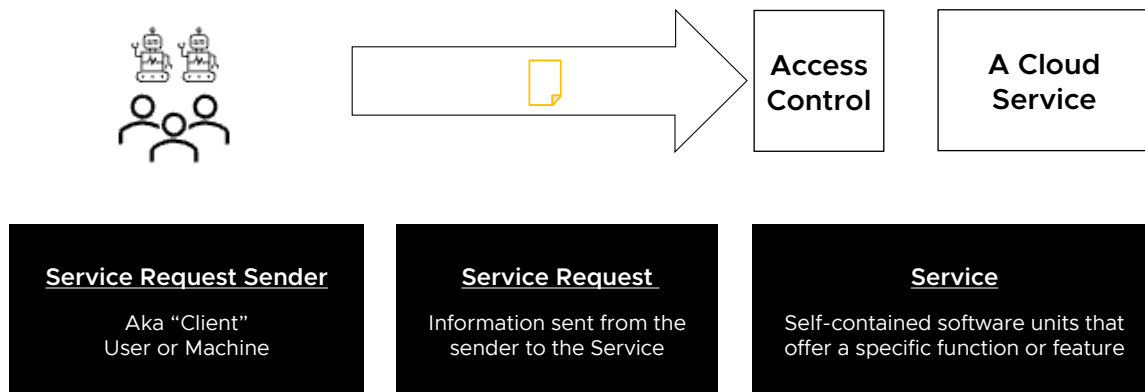 Access
Control
A Cloud
Service
Service Request Sender
Aka “Client”
User or Machine
Service Request
Information sent from the
sender to the Service
Service
Self-contained software units that
offer a specific function or feature